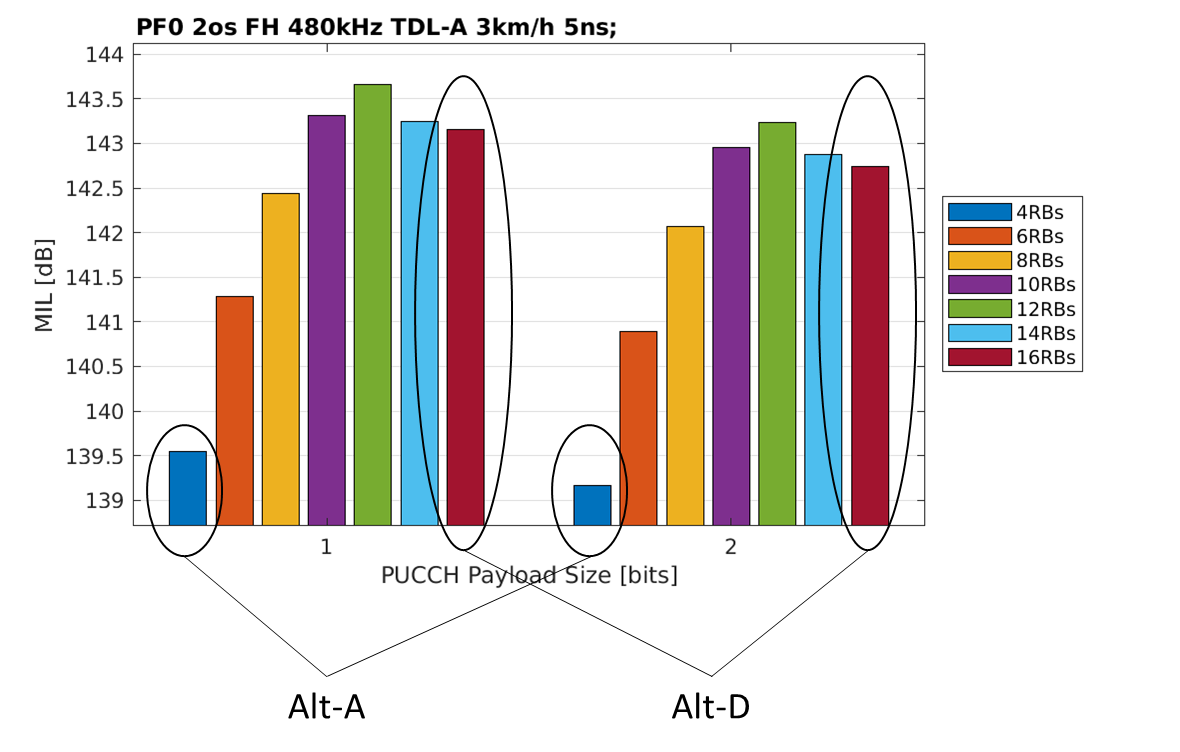 PF0 2os FH 480kHz TDL-A 3km/h 5ns;
144
143.5
143
142.5
142
141.5
141
140.5
140
139.5
139
MIL [dB]
1
2
PUCCH Payload Size [bits]
4RBs
6RBs
8RBs
10RBs
12RBs
14RBs
16RBs
Alt-A
Alt-D